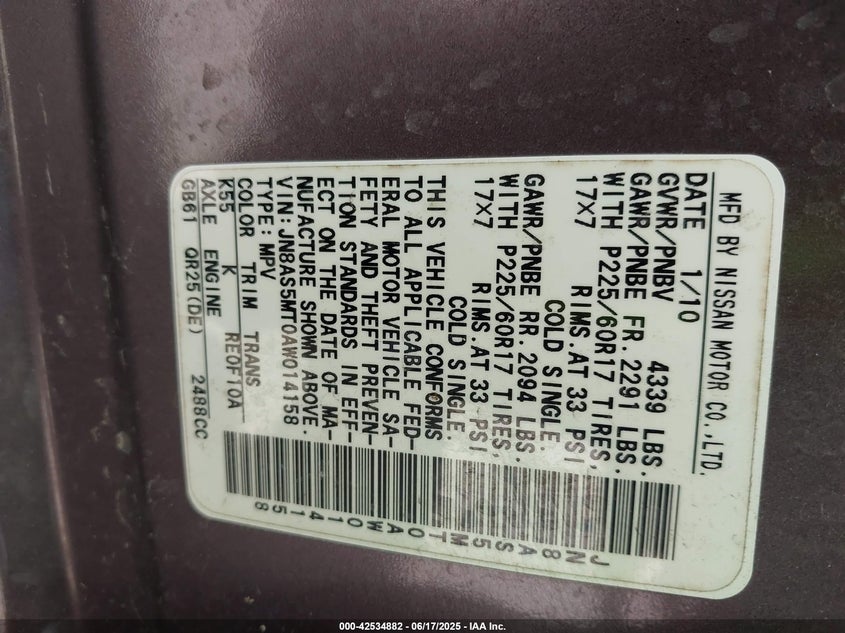 MFD BY NISSAN MOTOR CO.,LTD.
DATE 1/10
GVWR/PNBV 4339 LBS.
GAWR/PNBE FR.2291 LBS.
WITH P225/60R17 TIRES,
17X7 RIMS.AT 33 PSI
COLD SINGLE.
GAWR/PNBE RR.2094 LBS.
WITH P225/60R17 TIRES,
17X7 RIMS.AT 33 PSI
COLD SINGLE.
THIS VEHICLE CONFORMS
TO ALL APPLICABLE FED-
ERAL MOTOR VEHICLE SA-
FETY AND THEFT PREVEN-
TION STANDARDS IN EFF-
ECT ON THE DATE OF MA-
NUFACTURE SHOWN ABOVE.
VIN:JN8AS5MT0AW014158
TYPE:MPV
COLOR TRIM TRANS
K55 K RE0F10A
AXLE ENGINE
GB61 QR25(DE) 2488CC
JN8AS5MT0AW014158
000-42534882 - 06/17/2025 - IAA Inc.